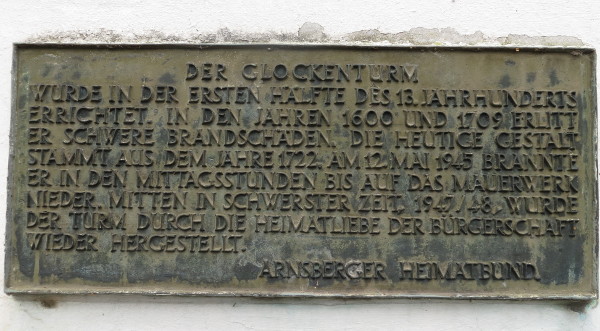 DER GLOCKENTURM
WURDE IN DER ERSTEN HÄLFTE DES 13. JAHRHUNDERTS
ERRICHTET. IN DEN JAHREN 1600 UND 1709 ERLITT
ER SCHWERE BRANDSCHÄDEN. DIE HEUTIGE GESTALT
STAMMT AUS DEM JAHRE 1722. AM 12. MAI 1945 BRANNTE
ER IN DEN MITTAGSSTUNDEN BIS AUF DAS MAUERWERK
NIEDER. MITTEN IN SCHWERSTER ZEIT, 1947/48, WURDE
DER TURM DURCH DIE HEIMATLIEBE DER BÜRGERSCHAFT
WIEDER HERGESTELLT.
ARNSBERGER HEIMATBUND.